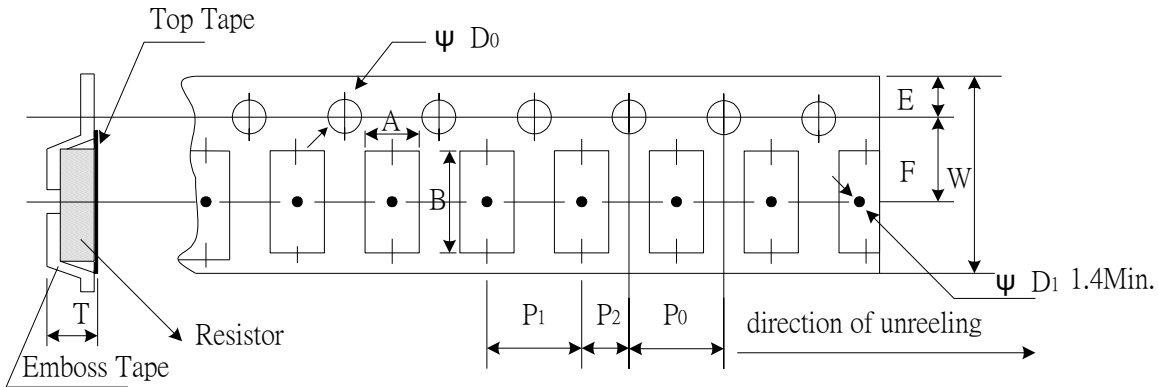 Top Tape
Ψ D0
E
A
F
W
B
Ψ D1 1.4Min.
T
P1
P2
P0
direction of unreeling
Resistor
Emboss Tape